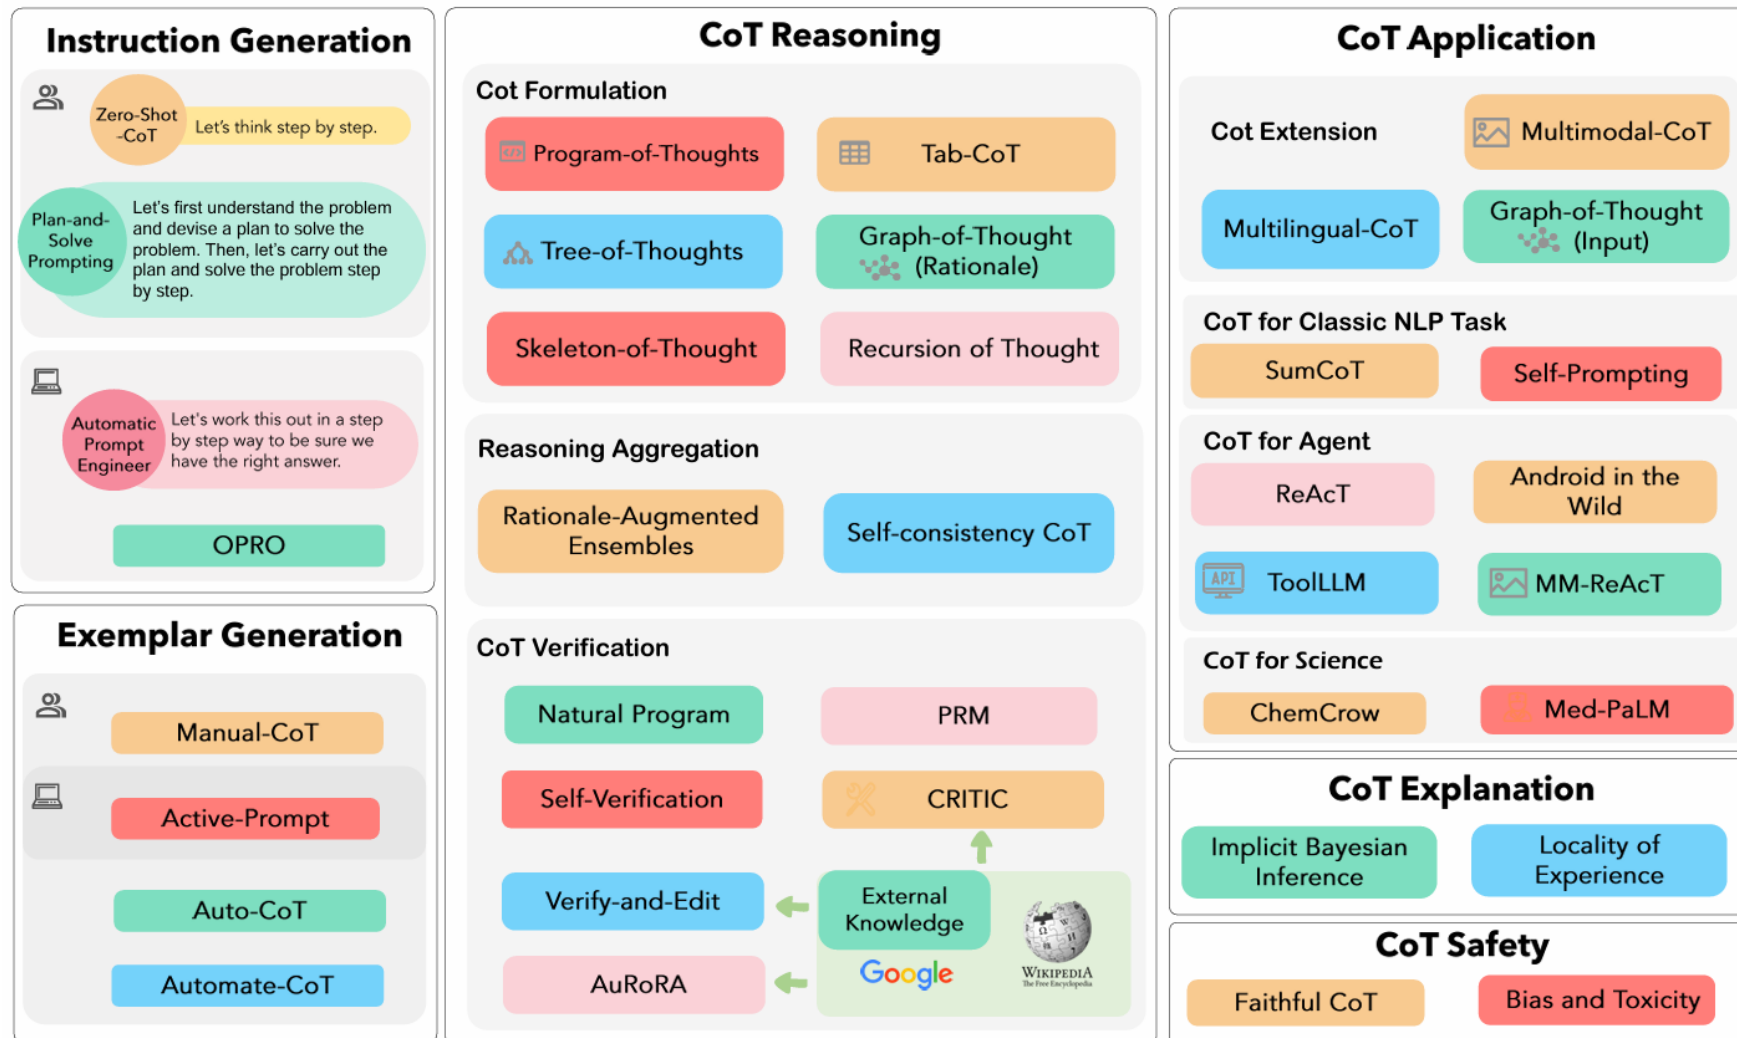 Instruction Generation
Zero-Shot
-CoT
Let's think step by step.
Plan-and-
Solve
Prompting
Let's first understand the problem
and devise a plan to solve the
problem. Then, let's carry out the
plan and solve the problem step
by step.
Automatic
Prompt
Engineer
Let's work this out in a step
by step way to be sure we
have the right answer.
OPRO
Exemplar Generation
Manual-CoT
Active-Prompt
Auto-CoT
Automate-CoT
CoT Reasoning
Cot Formulation
</>
Program-of-Thoughts
Tab-CoT
Tree-of-Thoughts
Graph-of-Thought
(Rationale)
Skeleton-of-Thought
Recursion of Thought
Reasoning Aggregation
Rationale-Augmented
Ensembles
Self-consistency CoT
CoT Verification
Natural Program
PRM
Self-Verification
CRITIC
Verify-and-Edit
External
Knowledge
AuRoRA
Google
WIKIPEDIA
The Free Encyclopedia
CoT Application
Cot Extension
Multimodal-CoT
Multilingual-CoT
Graph-of-Thought
(Input)
CoT for Classic NLP Task
SumCoT
Self-Prompting
CoT for Agent
ReAcT
Android in the
Wild
API
ToolLLM
MM-ReAcT
CoT for Science
ChemCrow
Med-PaLM
CoT Explanation
Implicit Bayesian
Inference
Locality of
Experience
CoT Safety
Faithful CoT
Bias and Toxicity